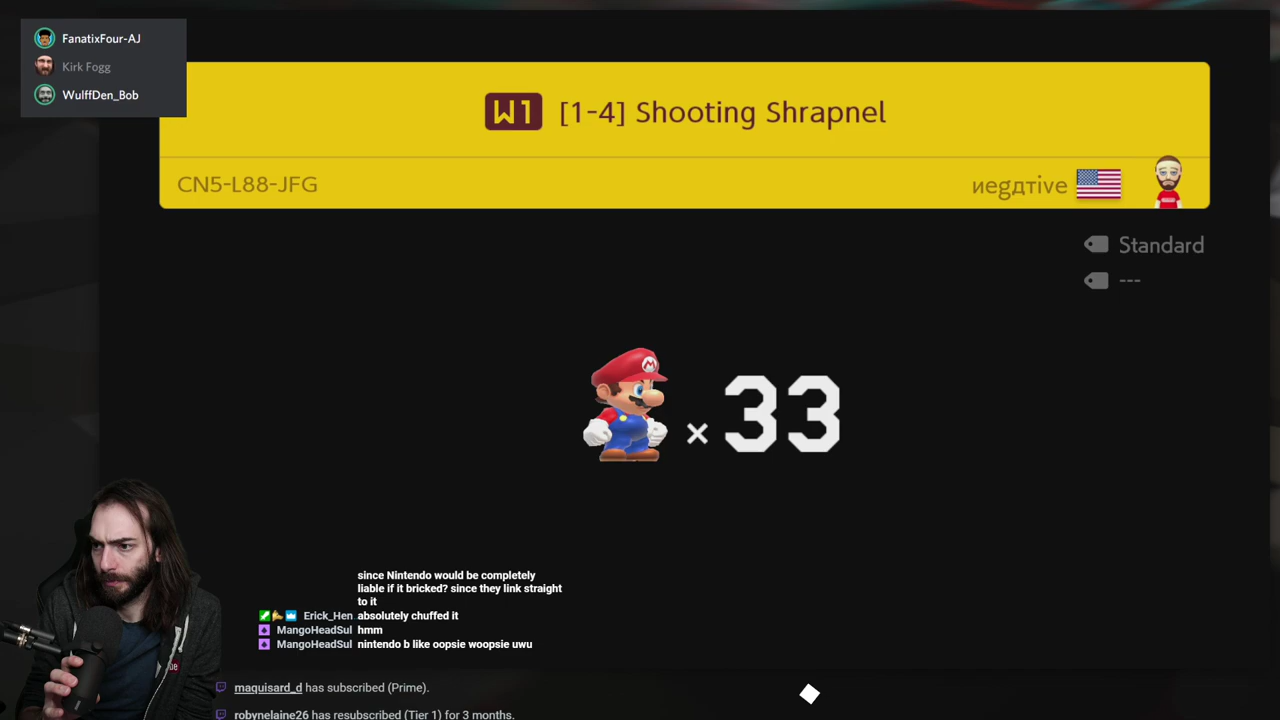 FanatixFour-AJ
Kirk Fogg
WulffDen_Bob
W1 [1-4] Shooting Shrapnel
CN5-L88-JFG
иegдтive
Standard
---
M
× 33
since Nintendo would be completely
liable if it bricked? since they link straight
to it
Erick_Hen absolutely chuffed it
MangoHeadSul hmm
MangoHeadSul nintendo b like oopsie woopsie uwu
maquisard_d has subscribed (Prime).
robynelaine26 has resubscribed (Tier 1) for 3 months.